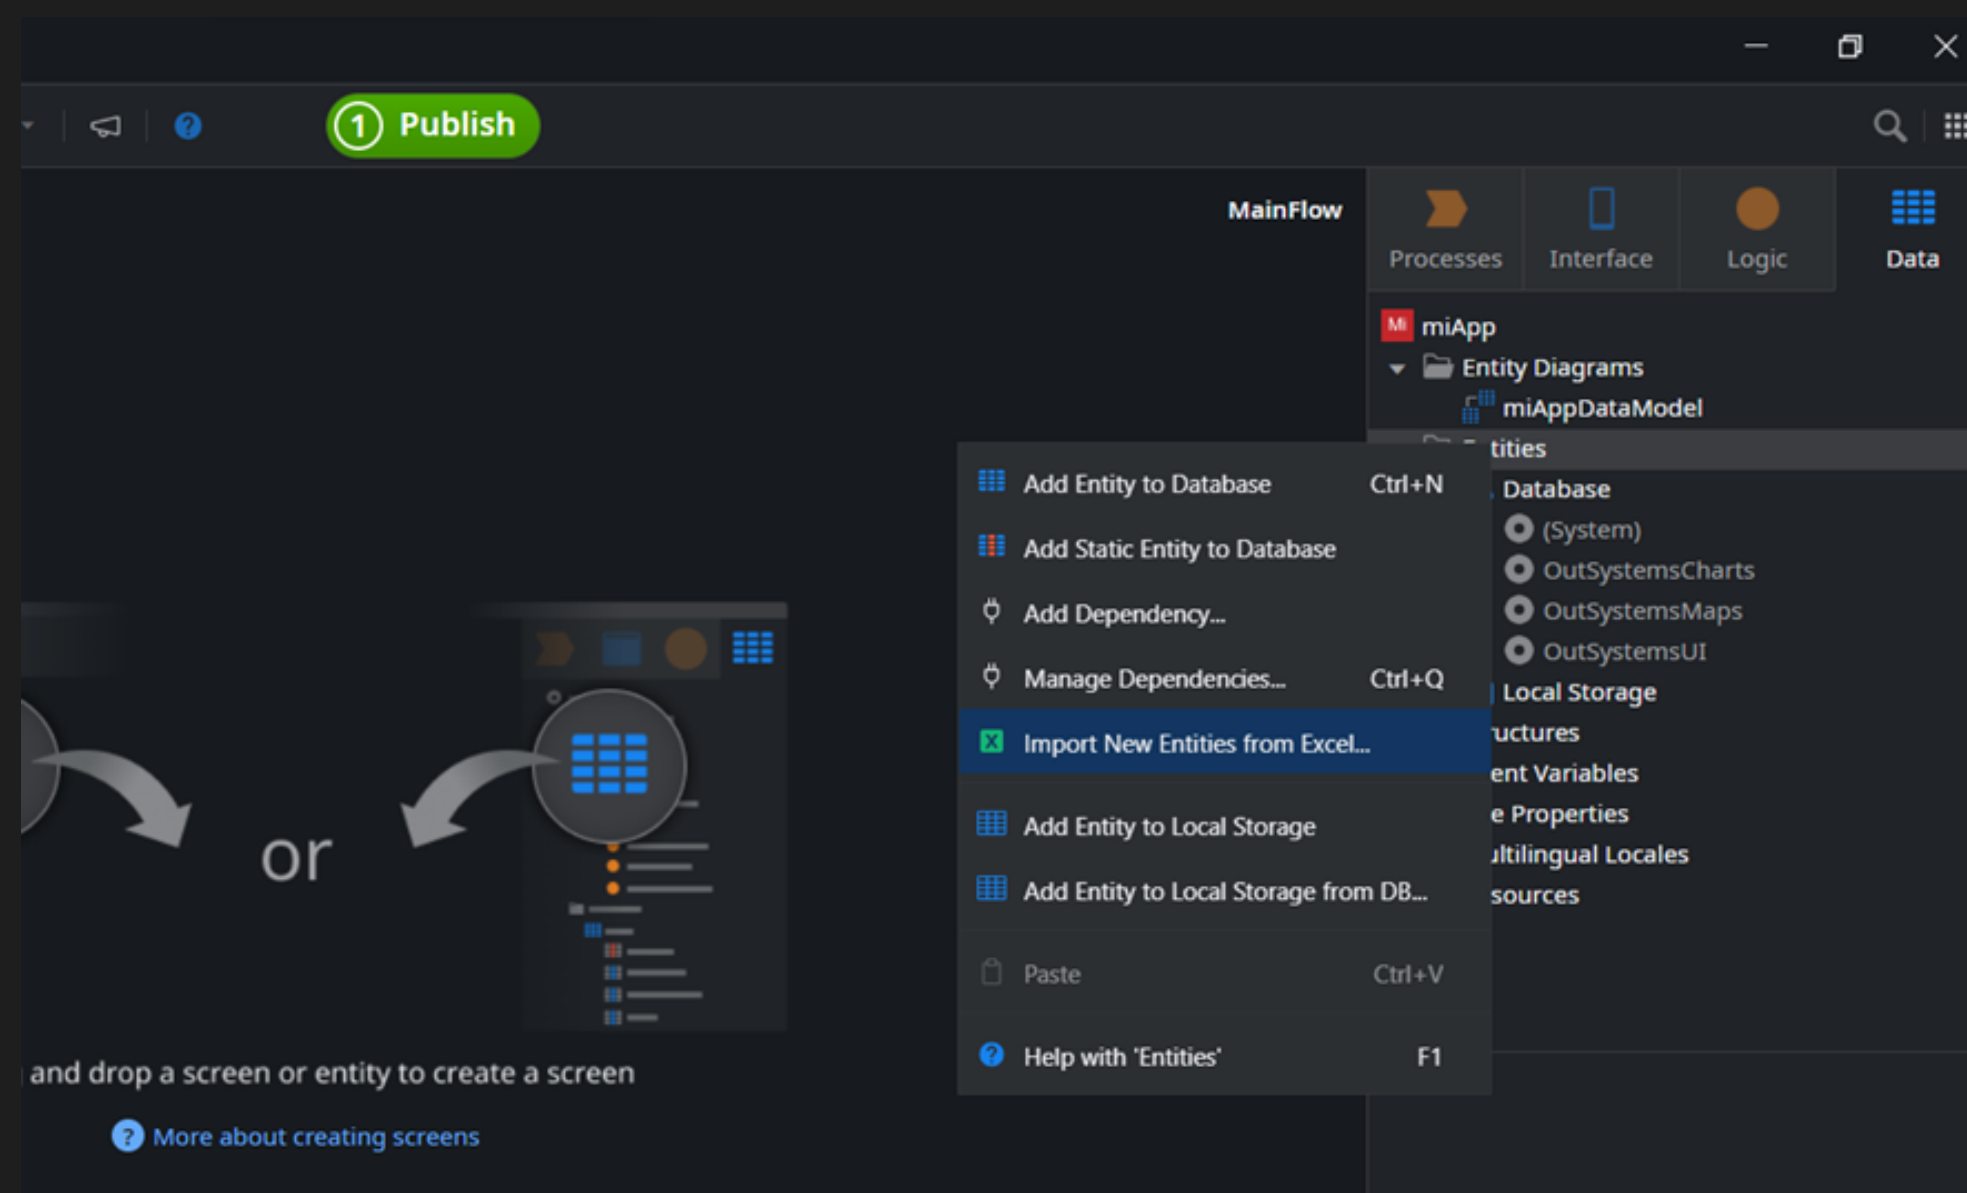 1 Publish
MainFlow
Processes
Interface
Logic
Data
Mi miApp
Entity Diagrams
miAppDataModel
tities
Database
(System)
OutSystemsCharts
OutSystemsMaps
OutSystemsUI
Local Storage
ructures
ent Variables
e Properties
ultilingual Locales
sources
Add Entity to Database Ctrl+N
Add Static Entity to Database
Add Dependency...
Manage Dependencies... Ctrl+Q
Import New Entities from Excel...
Add Entity to Local Storage
Add Entity to Local Storage from DB...
Paste Ctrl+V
Help with 'Entities' F1
or
and drop a screen or entity to create a screen
? More about creating screens